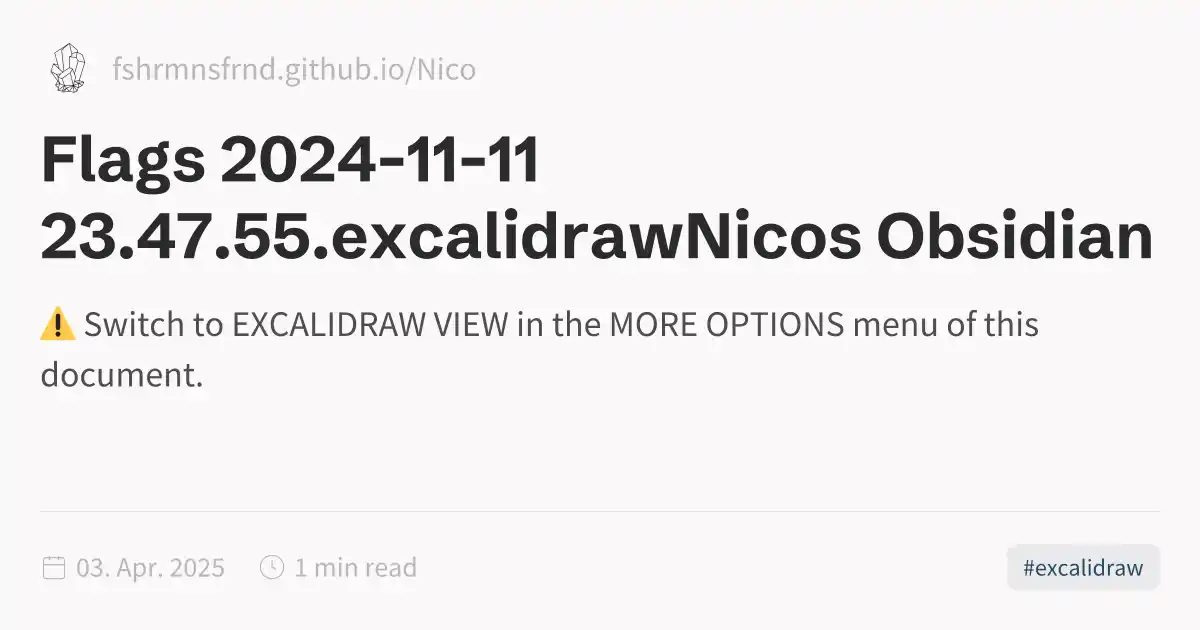 fshrmnsfrnd.github.io/Nico
Flags 2024-11-11
23.47.55.excalidrawNicos Obsidian
⚠️ Switch to EXCALIDRAW VIEW in the MORE OPTIONS menu of this
document.
03. Apr. 2025 1 min read #excalidraw